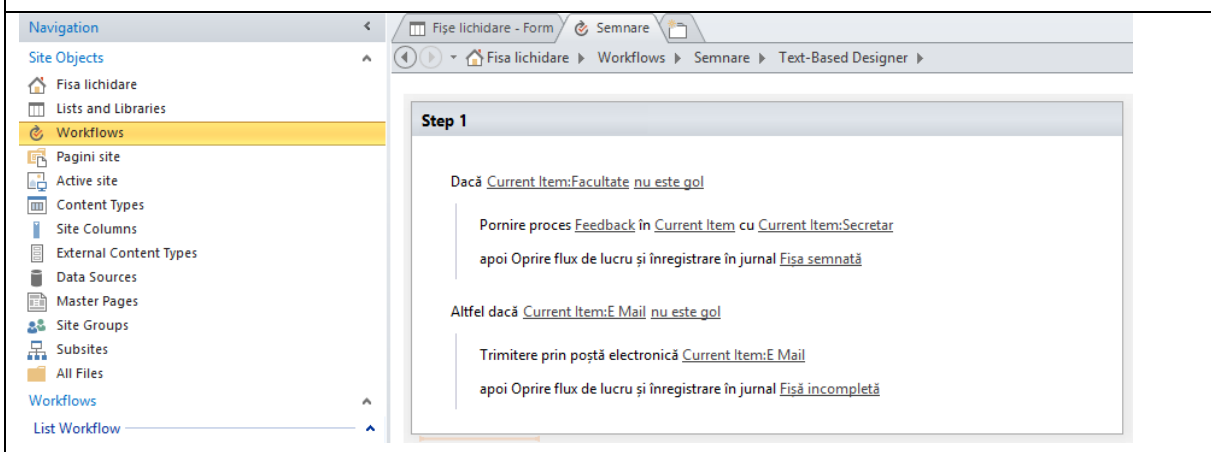 Navigation
Site Objects
Fisa lichidare
Lists and Libraries
Workflows
Pagini site
Active site
Content Types
Site Columns
External Content Types
Data Sources
Master Pages
Site Groups
Subsites
All Files
Workflows
List Workflow
Fișe lichidare - Form Semnare
Fisa lichidare Workflows Semnare Text-Based Designer
Step 1
Dacă Current Item:Facultate nu este gol
Pornire proces Feedback în Current Item cu Current Item:Secretar
apoi Oprire flux de lucru și înregistrare în jurnal Fișa semnată
Altfel dacă Current Item:E Mail nu este gol
Trimitere prin poștă electronică Current Item:E Mail
apoi Oprire flux de lucru și înregistrare în jurnal Fișă incompletă